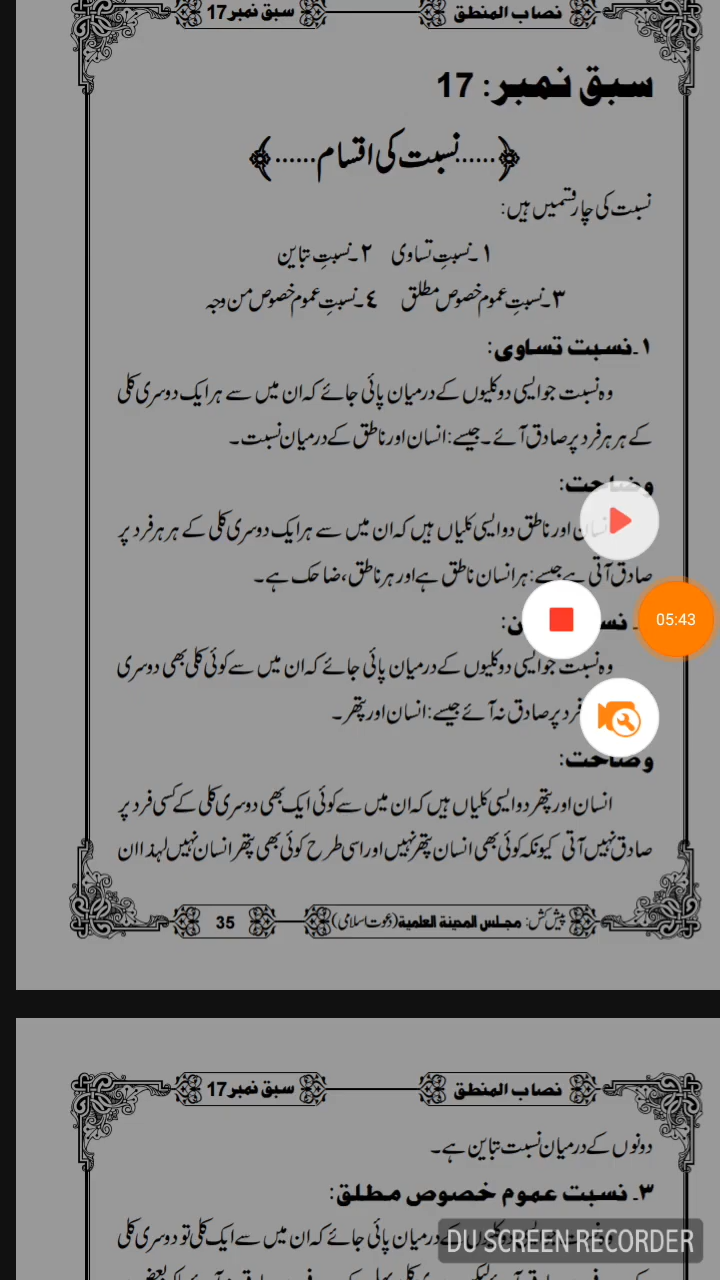 نصاب المنطق سبق نمبر 17
سبق نمبر: 17
......نسبت کی اقسام......
نسبت کی چار قسمیں ہیں:
١۔نسبتِ تساوی ٢۔نسبتِ تباین
٣۔نسبتِ عموم خصوص مطلق ٤۔نسبتِ عموم خصوص من وجہ
١۔نسبت تساوی:
وہ نسبت جو ایسی دو کلیوں کے درمیان پائی جائے کہ ان میں سے ہر ایک دوسری کلی
کے ہر ہر فرد پر صادق آئے۔ جیسے: انسان اور ناطق کے درمیان نسبت۔
وضاحت:
اور ناطق دو ایسی کلیاں ہیں کہ ان میں سے ہر ایک دوسری کلی کے ہر ہر فرد پر
صادق آتی ہے جیسے: ہر انسان ناطق ہے اور ہر ناطق، ضاحک ہے۔
05:43
وہ نسبت جو ایسی دو کلیوں کے درمیان پائی جائے کہ ان میں سے کوئی کلی بھی دوسری
فرد پر صادق نہ آئے جیسے: انسان اور پتھر۔
وضاحت:
انسان اور پتھر دو ایسی کلیاں ہیں کہ ان میں سے کوئی ایک بھی دوسری کلی کے کسی فرد پر
صادق نہیں آتی کیونکہ کوئی بھی انسان پتھر نہیں اور اسی طرح کوئی بھی پتھر انسان نہیں لہذا ان
پیش کش: مجلس المدینۃ العلمیۃ (دعوت اسلامی) 35
نصاب المنطق سبق نمبر 17
دونوں کے درمیان نسبت تباین ہے۔
٣۔نسبت عموم خصوص مطلق:
درمیان پائی جائے کہ ان میں سے ایک کلی تو دوسری کلی
DU SCREEN RECORDER